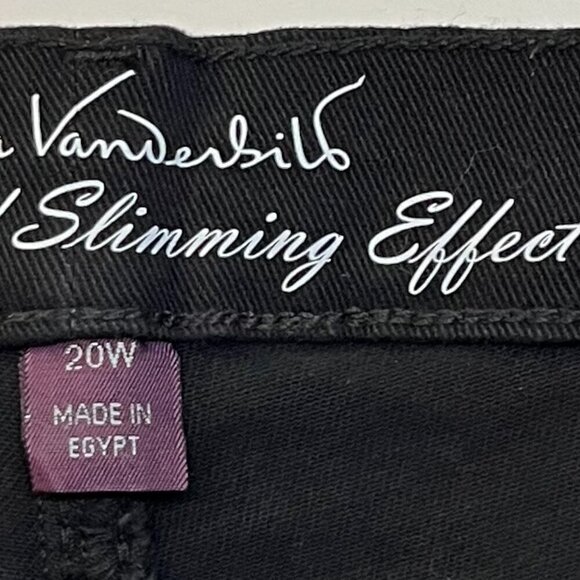 a Vanderbilt
l Slimming Effect
20W
MADE IN
EGYPT